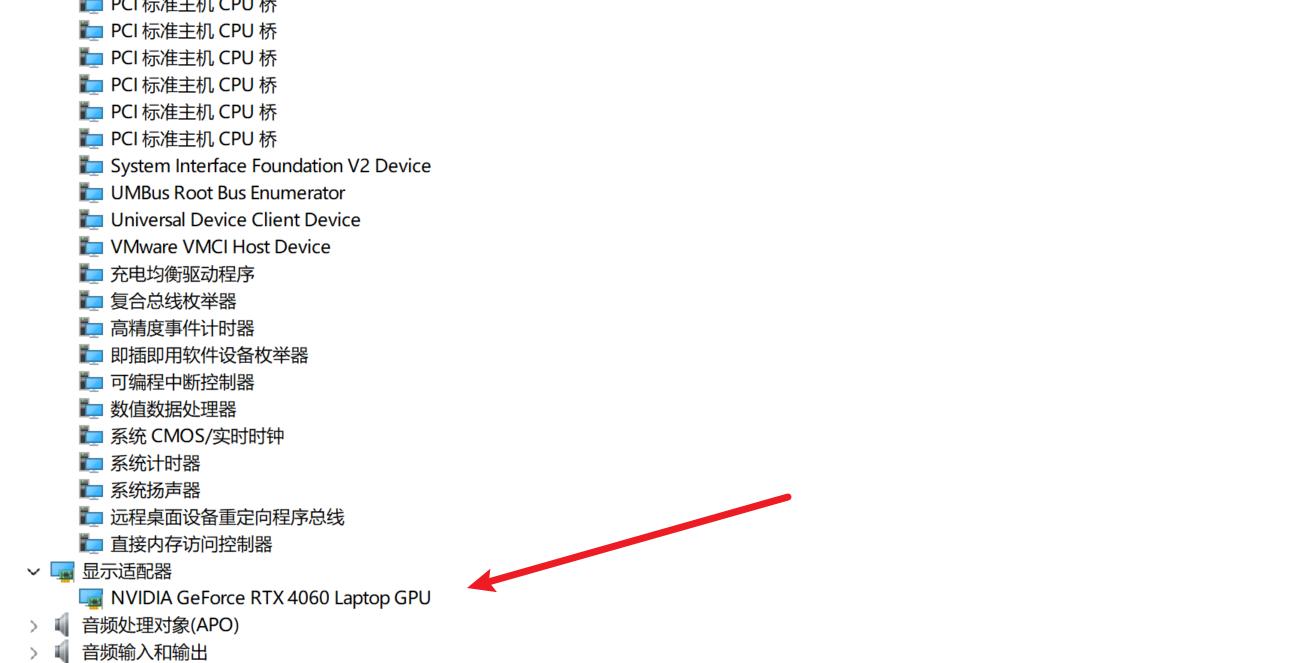 PCI 标准主机 CPU 桥
PCI 标准主机 CPU 桥
PCI 标准主机 CPU 桥
PCI 标准主机 CPU 桥
PCI 标准主机 CPU 桥
PCI 标准主机 CPU 桥
System Interface Foundation V2 Device
UMBus Root Bus Enumerator
Universal Device Client Device
VMware VMCI Host Device
充电均衡驱动程序
复合总线枚举器
高精度事件计时器
即插即用软件设备枚举器
可编程中断控制器
数值数据处理器
系统 CMOS/实时时钟
系统计时器
系统扬声器
远程桌面设备重定向程序总线
直接内存访问控制器
显示适配器
NVIDIA GeForce RTX 4060 Laptop GPU
音频处理对象(APO)
音频输入和输出